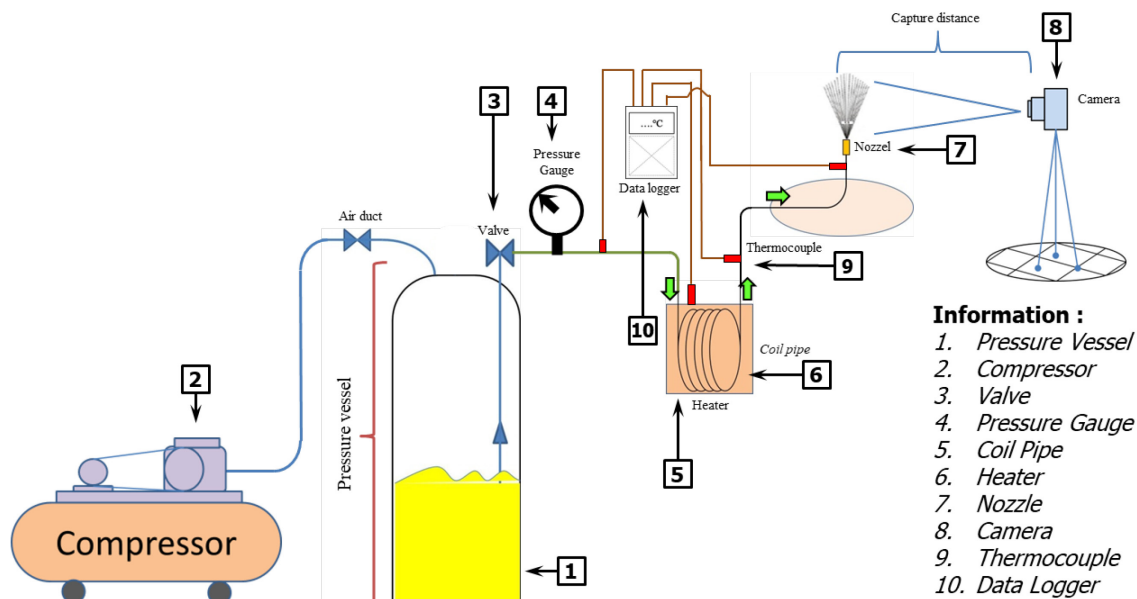 Capture distance
8
3
4
Camera
....°C
Pressure
Gauge
Nozzel
7
Data logger
Air duct
Valve
Thermocouple
9
10
Information :
1. Pressure Vessel
2. Compressor
3. Valve
4. Pressure Gauge
5. Coil Pipe
6. Heater
7. Nozzle
8. Camera
9. Thermocouple
10. Data Logger
Coil pipe
6
2
Heater
Pressure vessel
5
Compressor
1